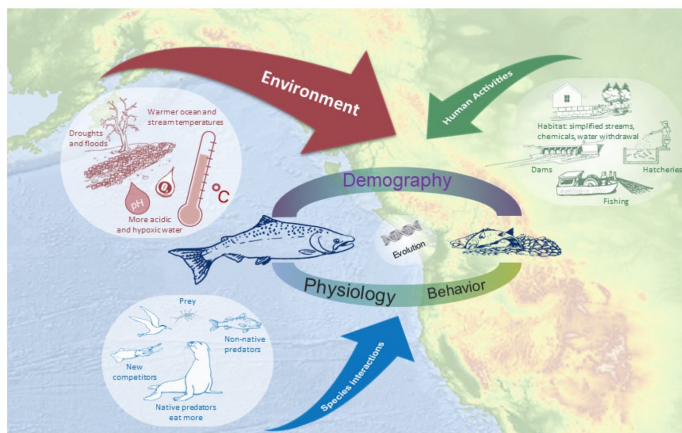 Environment
Human Activities
Warmer ocean and
stream temperatures
Droughts
and floods
pH
O₂
°C
More acidic
and hypoxic water
Habitat: simplified streams,
chemicals, water withdrawal
Dams
Hatcheries
Fishing
Demography
Evolution
Physiology
Behavior
Prey
Non-native
predators
New
competitors
Native predators
eat more
Species interactions